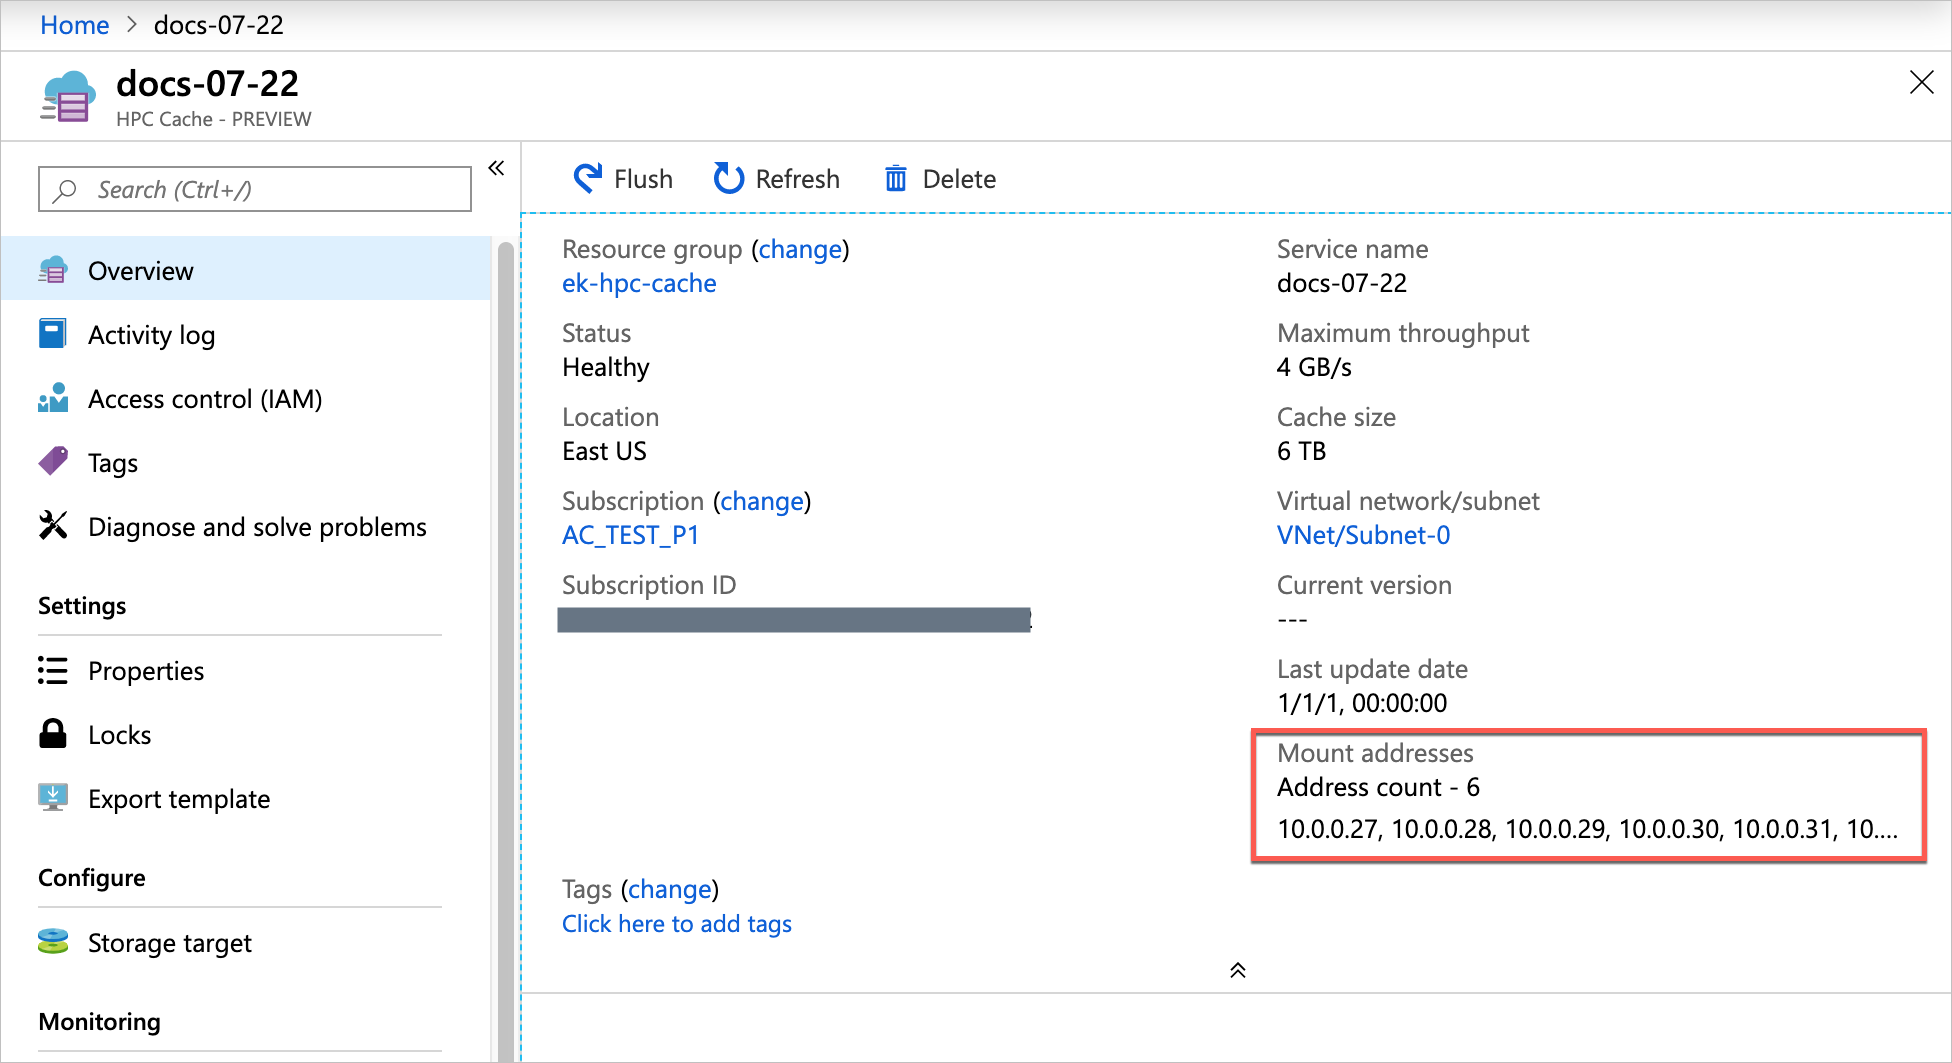 Home > docs-07-22
docs-07-22
HPC Cache - PREVIEW
Search (Ctrl+/)
Overview
Activity log
Access control (IAM)
Tags
Diagnose and solve problems
Settings
Properties
Locks
Export template
Configure
Storage target
Monitoring
Flush Refresh Delete
Resource group (change)
ek-hpc-cache
Status
Healthy
Location
East US
Subscription (change)
AC_TEST_P1
Subscription ID
Service name
docs-07-22
Maximum throughput
4 GB/s
Cache size
6 TB
Virtual network/subnet
VNet/Subnet-0
Current version
---
Last update date
1/1/1, 00:00:00
Mount addresses
Address count - 6
10.0.0.27, 10.0.0.28, 10.0.0.29, 10.0.0.30, 10.0.0.31, 10....
Tags (change)
Click here to add tags